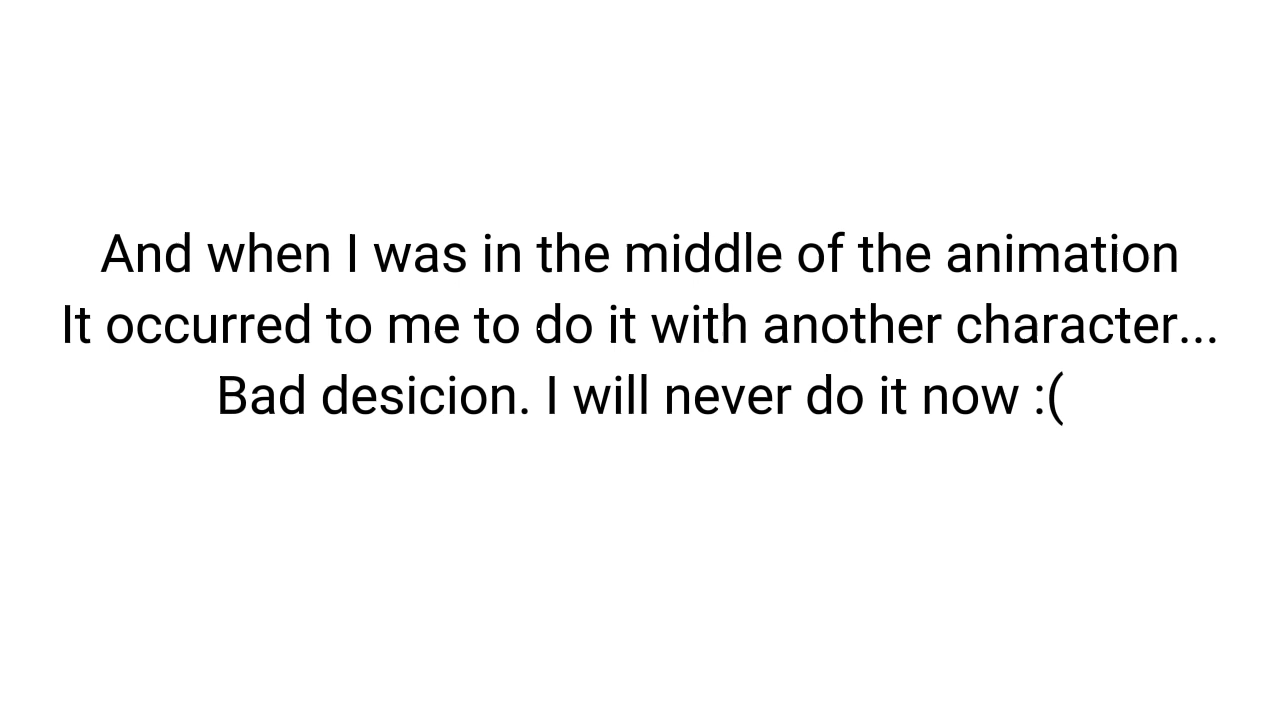 And when I was in the middle of the animation
It occurred to me to do it with another character...
Bad desicion. I will never do it now :(